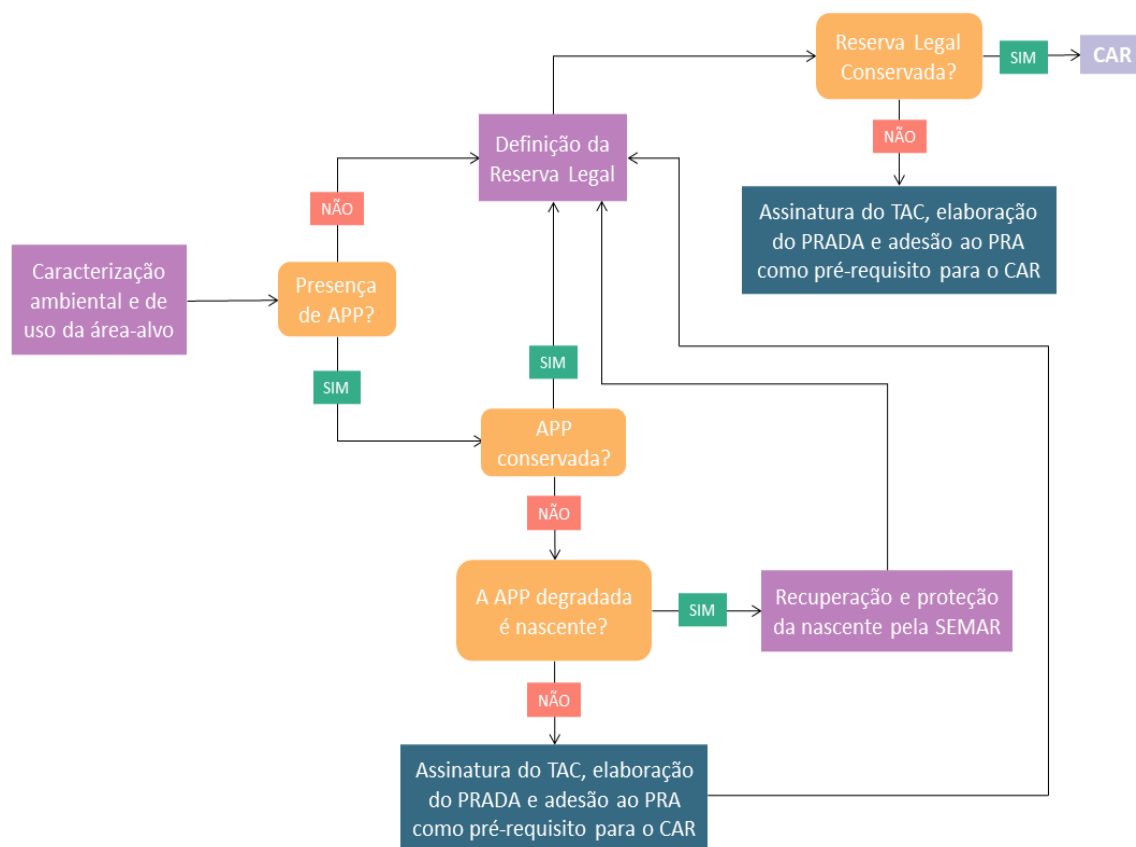 Reserva Legal
Conservada?
SIM
CAR
NÃO
Assinatura do TAC, elaboração
do PRADA e adesão ao PRA
como pré-requisito para o CAR
Definição da
Reserva Legal
NÃO
Caracterização
ambiental e de
uso da área-alvo
Presença
de APP?
SIM
SIM
APP
conservada?
NÃO
A APP degradada
é nascente?
SIM
Recuperação e proteção
da nascente pela SEMAR
NÃO
Assinatura do TAC, elaboração
do PRADA e adesão ao PRA
como pré-requisito para o CAR